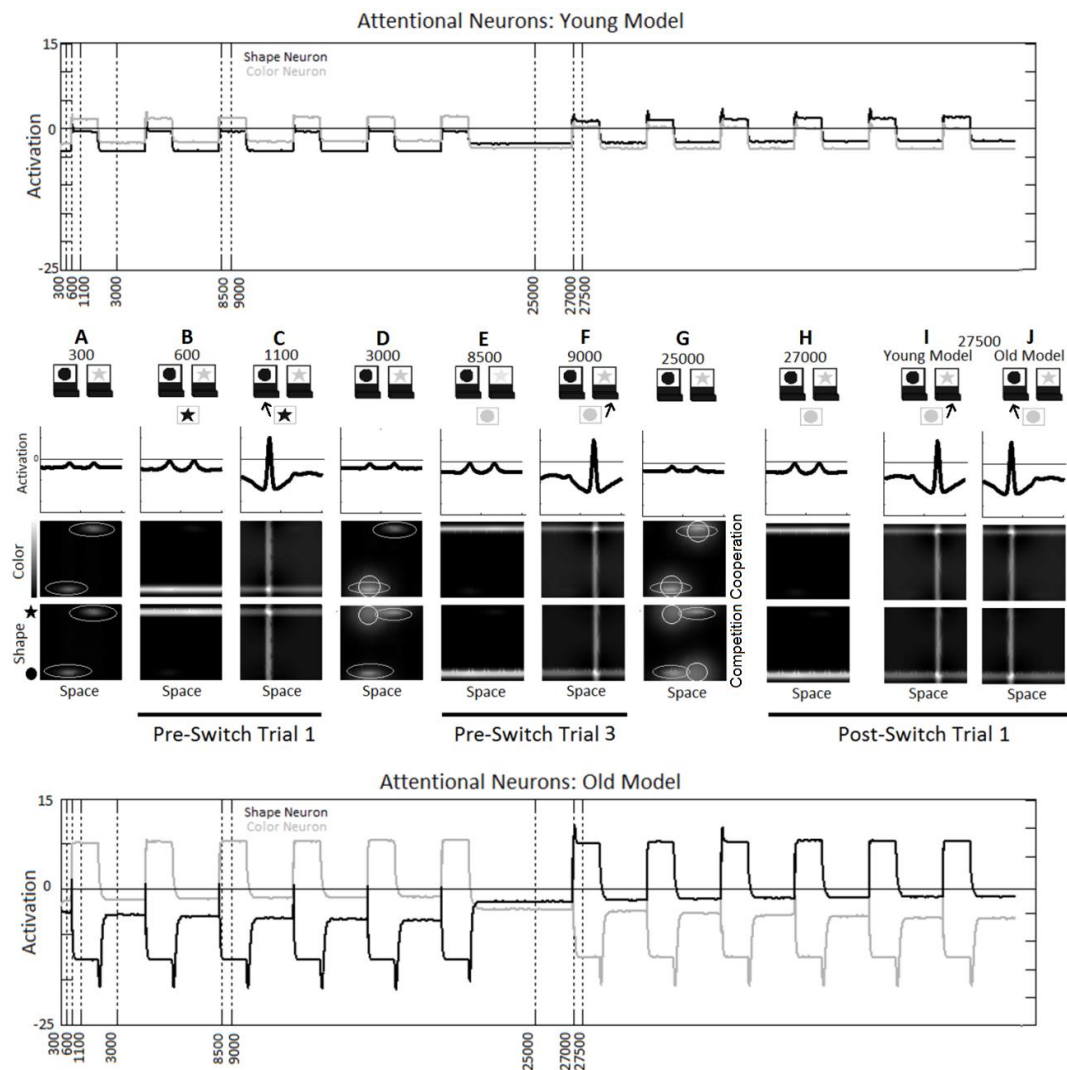 Attentional Neurons: Young Model
15
Shape Neuron
Color Neuron
0
Activation
-25
300
600
1100
3000
8500
9000
25000
27000
27500
A B C D E F G H I J
300 600 1100 3000 8500 9000 25000 27000 27500
Young Model Old Model
Activation
0
Color
Shape
Cooperation
Competition
Space Space Space Space Space Space Space Space Space Space
Pre-Switch Trial 1 Pre-Switch Trial 3 Post-Switch Trial 1
Attentional Neurons: Old Model
15
Shape Neuron
Color Neuron
0
Activation
-25
300
600
1100
3000
8500
9000
25000
27000
27500